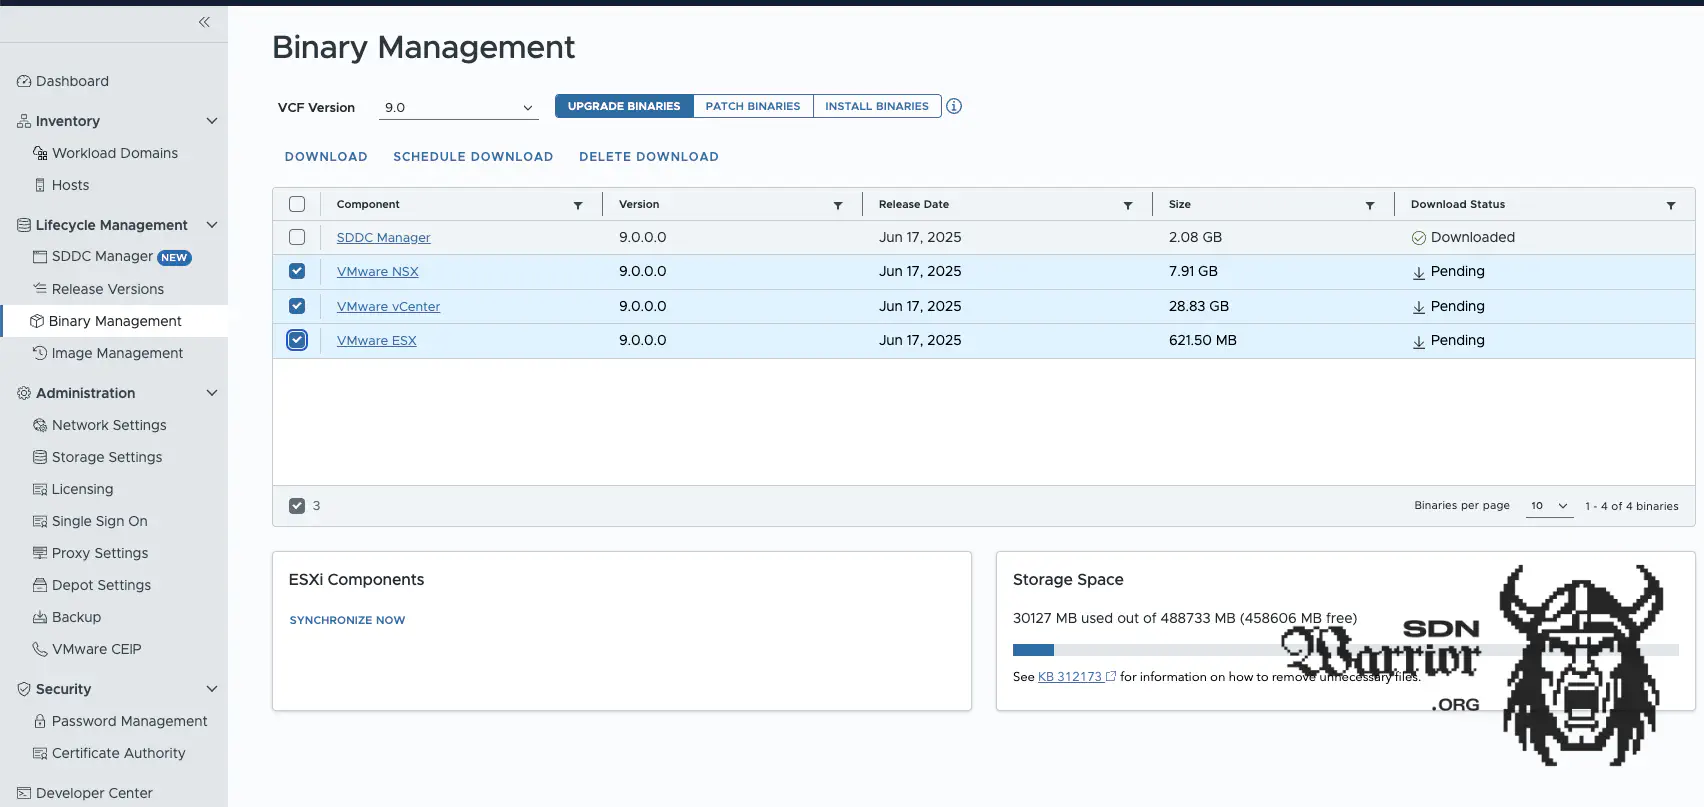 Binary Management
Dashboard
Inventory
Workload Domains
Hosts
Lifecycle Management
SDDC Manager NEW
Release Versions
Binary Management
Image Management
Administration
Network Settings
Storage Settings
Licensing
Single Sign On
Proxy Settings
Depot Settings
Backup
VMware CEIP
Security
Password Management
Certificate Authority
Developer Center
VCF Version 9.0 UPGRADE BINARIES PATCH BINARIES INSTALL BINARIES
DOWNLOAD SCHEDULE DOWNLOAD DELETE DOWNLOAD
Component Version Release Date Size Download Status
SDDC Manager 9.0.0.0 Jun 17, 2025 2.08 GB Downloaded
VMware NSX 9.0.0.0 Jun 17, 2025 7.91 GB Pending
VMware vCenter 9.0.0.0 Jun 17, 2025 28.83 GB Pending
VMware ESX 9.0.0.0 Jun 17, 2025 621.50 MB Pending
3 Binaries per page 10 1 - 4 of 4 binaries
ESXi Components
SYNCHRONIZE NOW
Storage Space
30127 MB used out of 488733 MB (458606 MB free)
See KB 312173 for information on how to remove unnecessary files.
SDN
Warrior
.ORG